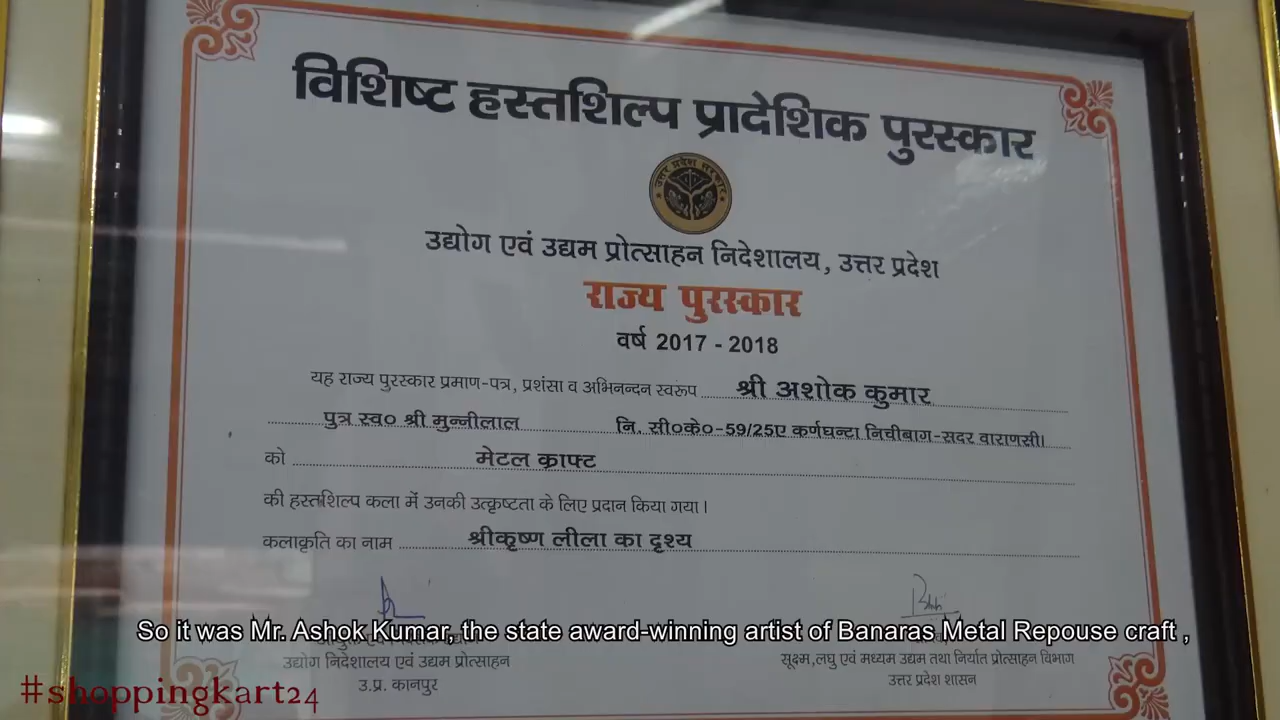 विशिष्ट हस्तशिल्प प्रादेशिक पुरस्कार
उत्तर प्रदेश सरकार
उद्योग एवं उद्यम प्रोत्साहन निदेशालय, उत्तर प्रदेश
राज्य पुरस्कार
वर्ष 2017 - 2018
यह राज्य पुरस्कार प्रमाण-पत्र, प्रशंसा व अभिनन्दन स्वरुप श्री अशोक कुमार
पुत्र स्व० श्री मुन्नीलाल नि. सी०के०-59/25ए कर्णघन्टा निचीबाग-सदर वाराणसी।
को मेटल क्राफ्ट
की हस्तशिल्प कला में उनकी उत्कृष्टता के लिए प्रदान किया गया।
कलाकृति का नाम श्रीकृष्ण लीला का दृश्य
So it was Mr. Ashok Kumar, the state award-winning artist of Banaras Metal Repouse craft ,
उद्योग निदेशालय एवं उद्यम प्रोत्साहन सूक्ष्म,लघु एवं मध्यम उद्यम तथा निर्यात प्रोत्साहन विभाग
उ.प्र. कानपुर उत्तर प्रदेश शासन
#shoppingkart24